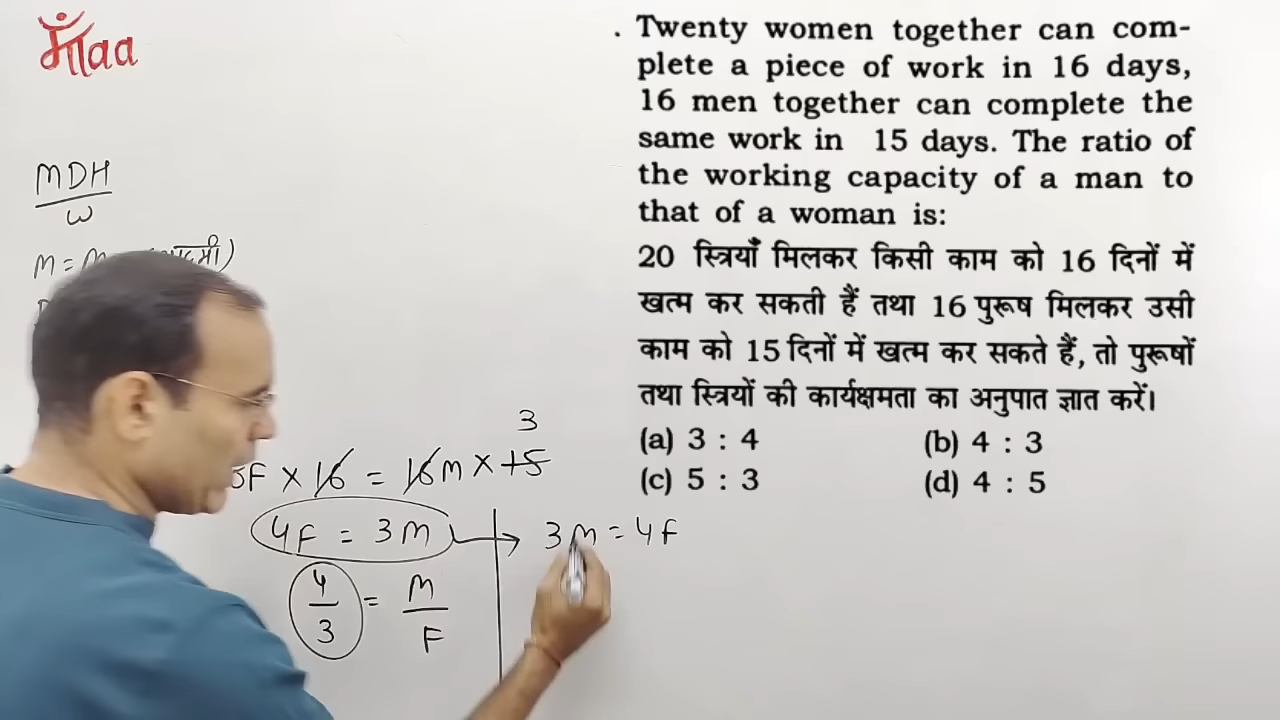 माँaa
. Twenty women together can com-
plete a piece of work in 16 days,
16 men together can complete the
same work in 15 days. The ratio of
the working capacity of a man to
that of a woman is:
20 स्त्रियाँ मिलकर किसी काम को 16 दिनों में
खत्म कर सकती हैं तथा 16 पुरूष मिलकर उसी
काम को 15 दिनों में खत्म कर सकते हैं, तो पुरूषों
तथा स्त्रियों की कार्यक्षमता का अनुपात ज्ञात करें।
(a) 3 : 4 (b) 4 : 3
(c) 5 : 3 (d) 4 : 5
MDH
W
M =
3
F × 16 = 16M × 15
4F = 3M → 3M = 4F
4/3 = M/F